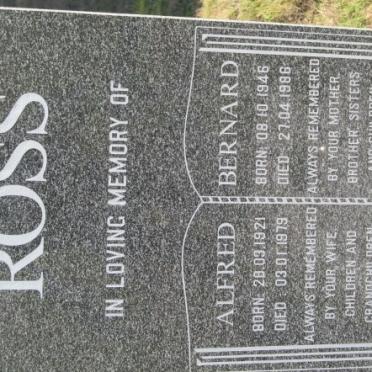 ROSS
IN LOVING MEMORY OF
ALFRED
BORN 28.09.1921
DIED 03.01.1979
ALWAYS REMEMBERED
BY YOUR WIFE,
CHILDREN AND
GRANDCHILDREN
BERNARD
BORN 08.10.1946
DIED 27.04.1988
ALWAYS REMEMBERED
BY YOUR MOTHER,
BROTHER SISTERS